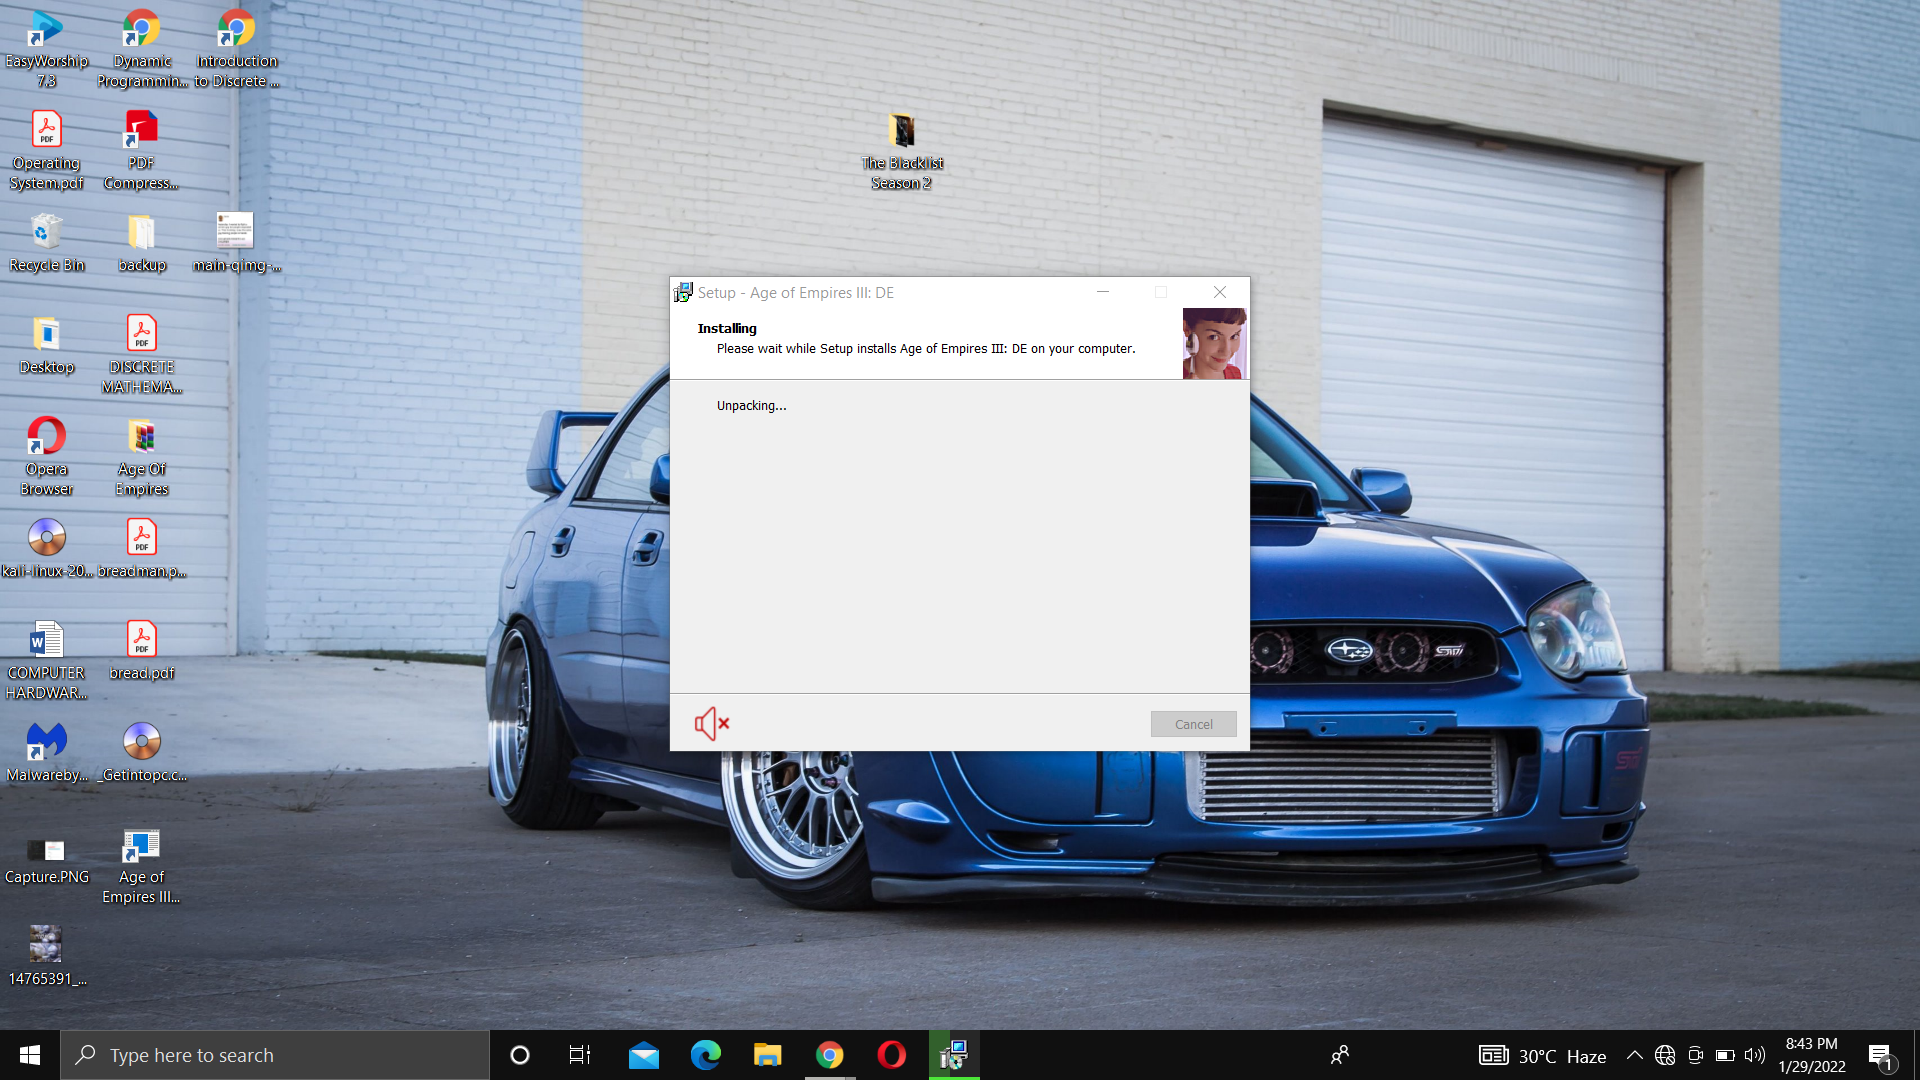 EasyWorship
7.3
Dynamic
Programmin...
Introduction
to Discrete ...
Operating
System.pdf
PDF
Compress...
The Blacklist
Season 2
Recycle Bin
backup
main-qimg-...
Desktop
DISCRETE
MATHEMA...
Opera
Browser
Age Of
Empires
kali-linux-20...
breadman.p...
COMPUTER
HARDWAR...
bread.pdf
Malwareby...
_Getintopc.c...
Capture.PNG
Age of
Empires III...
14765391_...
Setup - Age of Empires III: DE
Installing
Please wait while Setup installs Age of Empires III: DE on your computer.
Unpacking...
Cancel
STI
Type here to search
30°C Haze
8:43 PM
1/29/2022
1